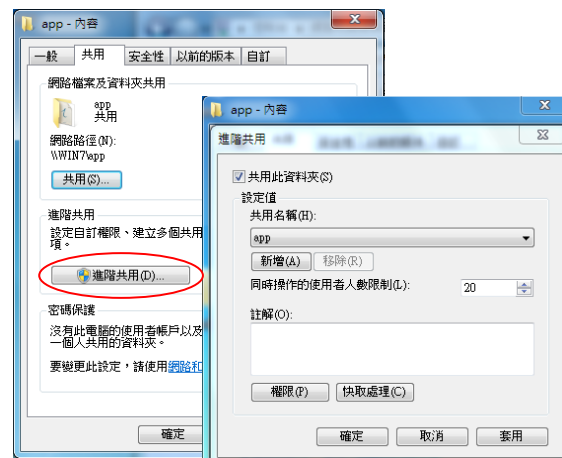 app - 內容
一般 共用 安全性 以前的版本 自訂
網路檔案及資料夾共用
app
共用
網路路徑(N):
\\WIN7\app
共用(S)...
進階共用
設定自訂權限、建立多個共用
項。
進階共用(D)...
密碼保護
沒有此電腦的使用者帳戶以及
一個人共用的資料夾。
要變更此設定，請使用網路和
確定
app - 內容
進階共用
共用此資料夾(S)
設定值
共用名稱(H):
app
新增(A) 移除(R)
同時操作的使用者人數限制(L): 20
註解(O):
權限(P) 快取處理(C)
確定 取消 套用